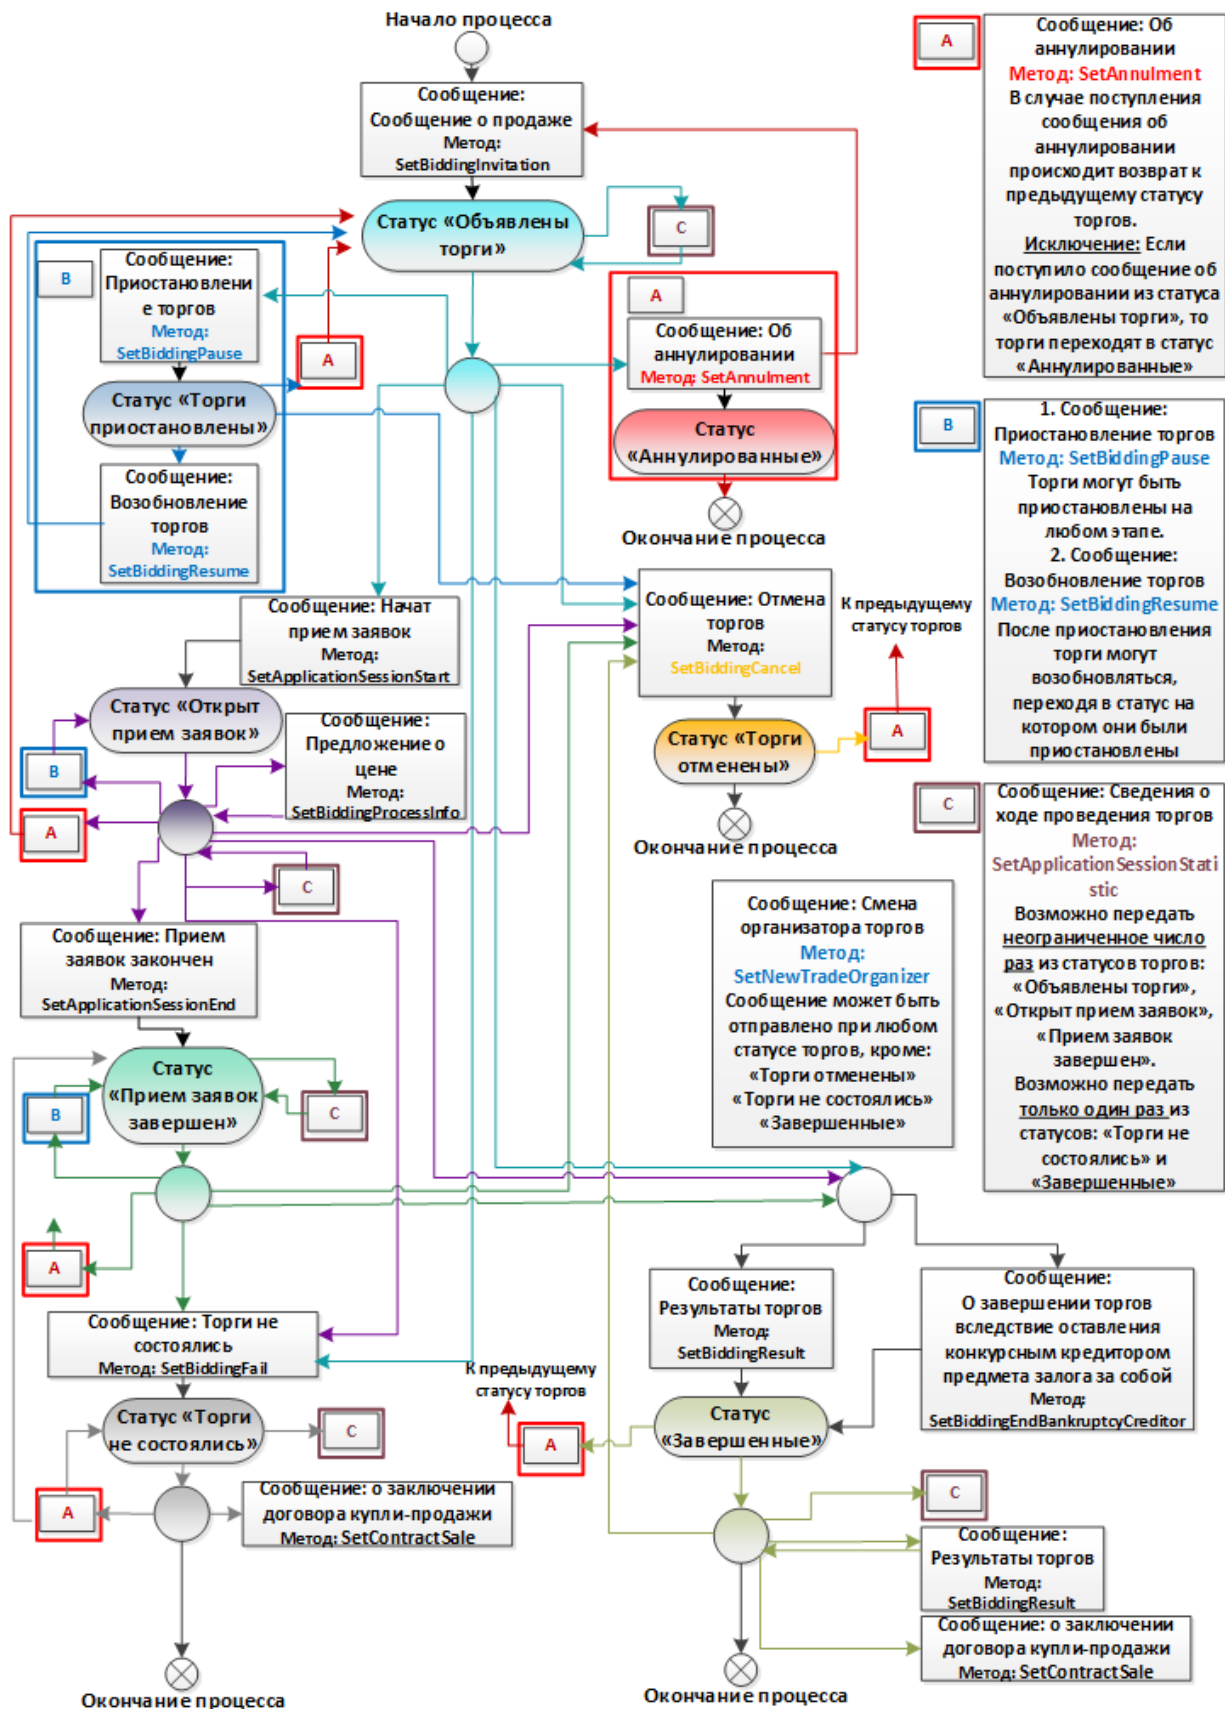 Начало процесса
Сообщение:
Сообщение о продаже
Метод:
SetBiddingInvitation
Статус «Объявлены
торги»
C
B
Сообщение:
Приостановлени
е торгов
Метод:
SetBiddingPause
A
Статус «Торги
приостановлены»
Сообщение:
Возобновление
торгов
Метод:
SetBiddingResume
A
Сообщение: Об
аннулировании
Метод: SetAnnulment
Статус
«Аннулированные»
Окончание процесса
Сообщение: Начат
прием заявок
Метод:
SetApplicationSessionStart
Сообщение: Отмена
торгов
Метод:
SetBiddingCancel
К предыдущему
статусу торгов
Статус «Открыт
прием заявок»
Сообщение:
Предложение о
цене
Метод:
SetBiddingProcessInfo
B
A
C
Статус «Торги
отменены»
A
Окончание процесса
Сообщение: Прием
заявок закончен
Метод:
SetApplicationSessionEnd
Сообщение: Смена
организатора торгов
Метод:
SetNewTradeOrganizer
Сообщение может быть
отправлено при любом
статусе торгов, кроме:
«Торги отменены»
«Торги не состоялись»
«Завершенные»
Статус
«Прием заявок
завершен»
B
C
A
Сообщение: Торги не
состоялись
Метод: SetBiddingFail
Статус «Торги
не состоялись»
C
A
Сообщение: о заключении
договора купли-продажи
Метод: SetContractSale
Окончание процесса
Сообщение:
Результаты торгов
Метод:
SetBiddingResult
Сообщение:
О завершении торгов
вследствие оставления
конкурсным кредитором
предмета залога за собой
Метод:
SetBiddingEndBankruptcyCreditor
К предыдущему
статусу торгов
A
Статус
«Завершенные»
C
Сообщение:
Результаты торгов
Метод:
SetBiddingResult
Сообщение: о заключении
договора купли-продажи
Метод: SetContractSale
Окончание процесса
A
Сообщение: Об
аннулировании
Метод: SetAnnulment
В случае поступления
сообщения об
аннулировании
происходит возврат к
предыдущему статусу
торгов.
Исключение: Если
поступило сообщение об
аннулировании из статуса
«Объявлены торги», то
торги переходят в статус
«Аннулированные»
B
1. Сообщение:
Приостановление торгов
Метод: SetBiddingPause
Торги могут быть
приостановлены на
любом этапе.
2. Сообщение:
Возобновление торгов
Метод: SetBiddingResume
После приостановления
торги могут
возобновляться,
переходя в статус на
котором они были
приостановлены
C
Сообщение: Сведения о
ходе проведения торгов
Метод:
SetApplicationSessionStati
stic
Возможно передать
неограниченное число
раз из статусов торгов:
«Объявлены торги»,
«Открыт прием заявок»,
«Прием заявок
завершен».
Возможно передать
только один раз из
статусов: «Торги не
состоялись» и
«Завершенные»